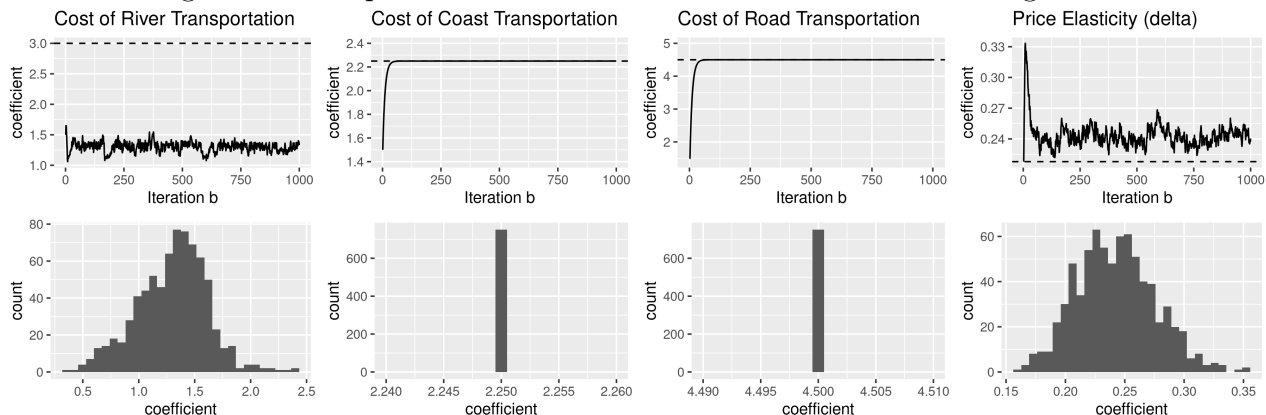 Cost of River Transportation
Cost of Coast Transportation
Cost of Road Transportation
Price Elasticity (delta)
coefficient
3.0
2.5
2.0
1.5
1.0
0 250 500 750 1000
Iteration b
coefficient
2.4
2.2
2.0
1.8
1.6
1.4
0 250 500 750 1000
Iteration b
coefficient
5
4
3
2
0 250 500 750 1000
Iteration b
coefficient
0.33
0.30
0.27
0.24
0 250 500 750 1000
Iteration b
count
80
60
40
20
0
0.5 1.0 1.5 2.0 2.5
coefficient
count
600
400
200
0
2.240 2.245 2.250 2.255 2.260
coefficient
count
600
400
200
0
4.490 4.495 4.500 4.505 4.510
coefficient
count
60
40
20
0
0.15 0.20 0.25 0.30 0.35
coefficient